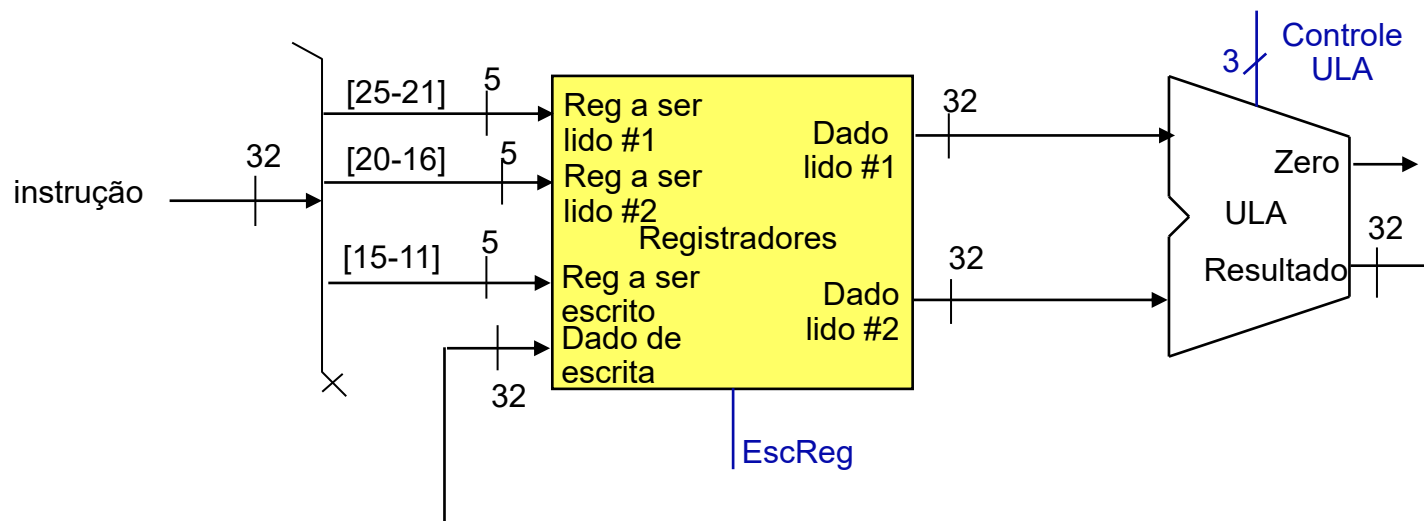 Controle
ULA
3
[25-21]
5
Reg a ser
lido #1
Dado
lido #1
32
32
[20-16]
5
Reg a ser
lido #2
Zero
instrução
Registradores
ULA
32
[15-11]
5
Reg a ser
escrito
Dado
lido #2
32
Resultado
Dado de
escrita
32
EscReg